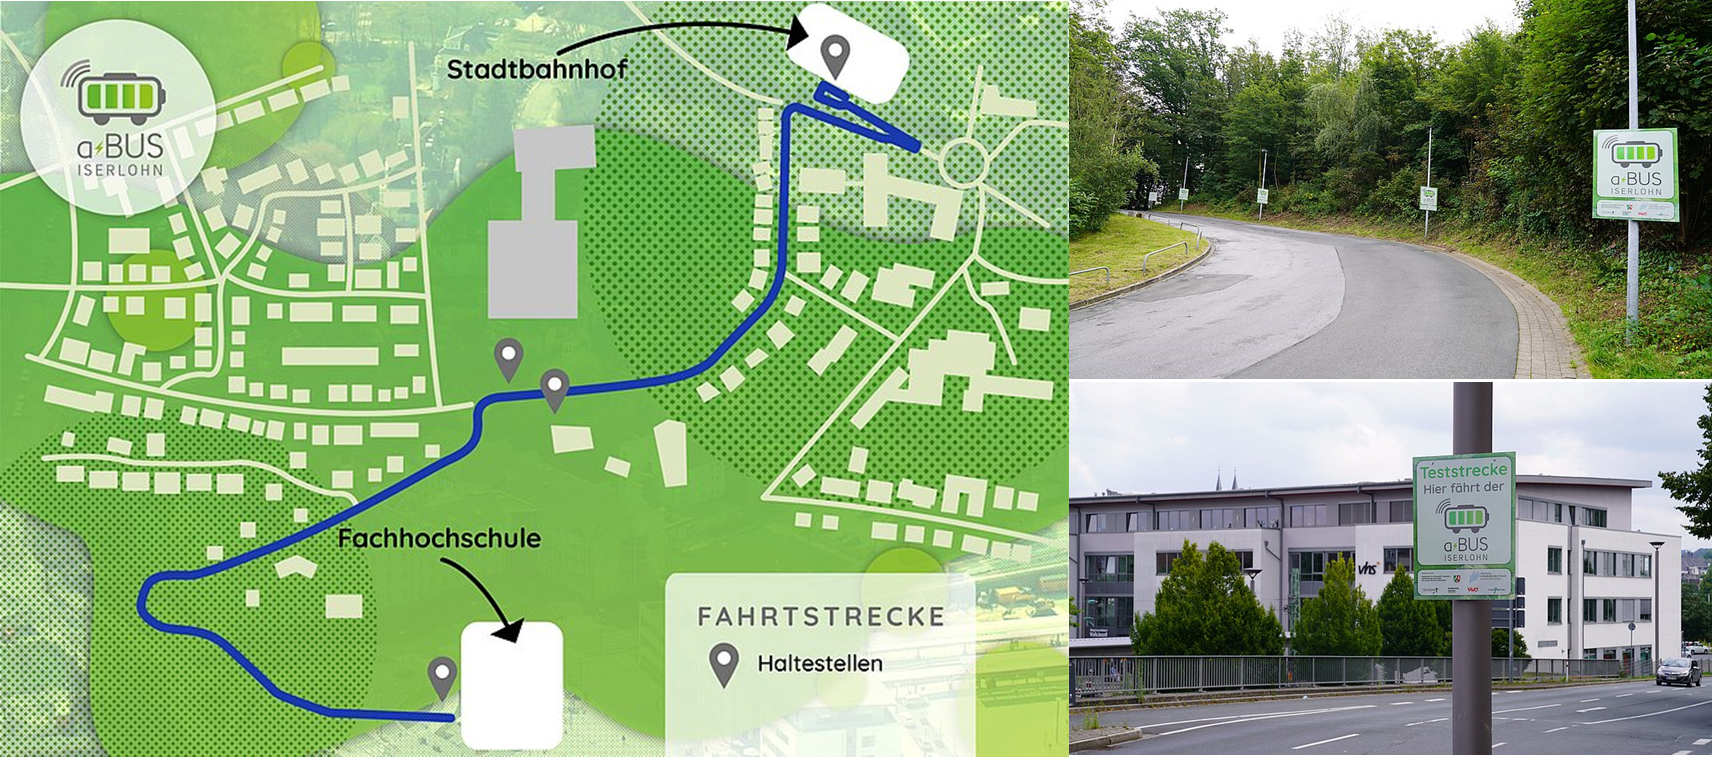 Stadtbahnhof
a BUS
ISERLOHN
Fachhochschule
FAHRTSTRECKE
Haltestellen
a BUS
ISERLOHN
Teststrecke
Hier fährt der
a BUS
ISERLOHN
vhs